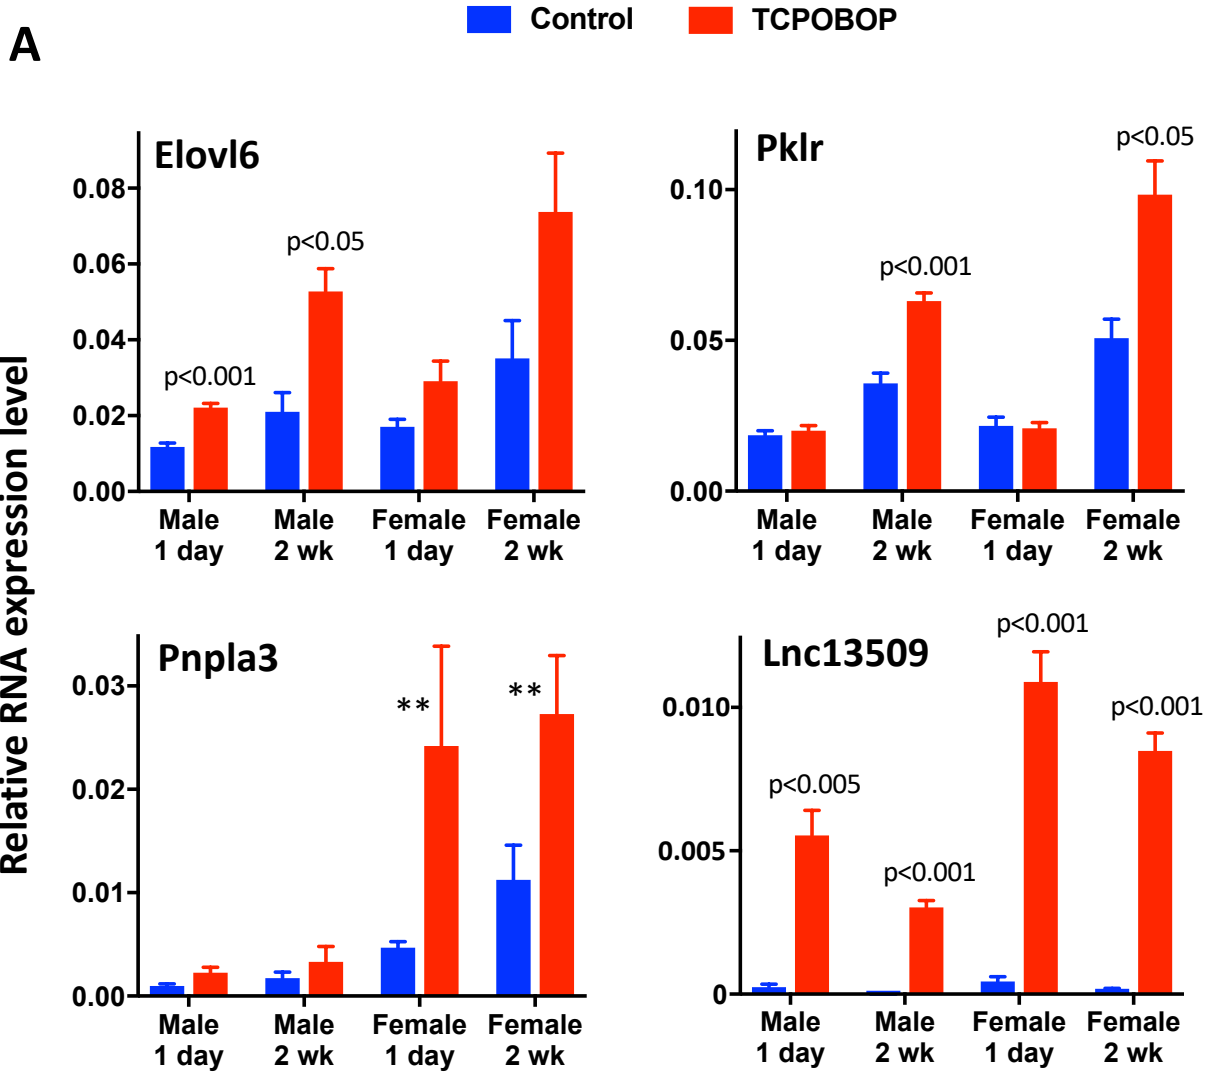 A
Control
TCPOBOP
Relative RNA expression level
Elovl6
0.08
0.06
0.04
0.02
0.00
p<0.001
p<0.05
Male
1 day
Male
2 wk
Female
1 day
Female
2 wk
Pklr
0.10
0.05
0.00
p<0.001
p<0.05
Male
1 day
Male
2 wk
Female
1 day
Female
2 wk
Pnpla3
0.03
0.02
0.01
0.00
**
**
Male
1 day
Male
2 wk
Female
1 day
Female
2 wk
Lnc13509
0.010
0.005
0
p<0.005
p<0.001
p<0.001
p<0.001
Male
1 day
Male
2 wk
Female
1 day
Female
2 wk